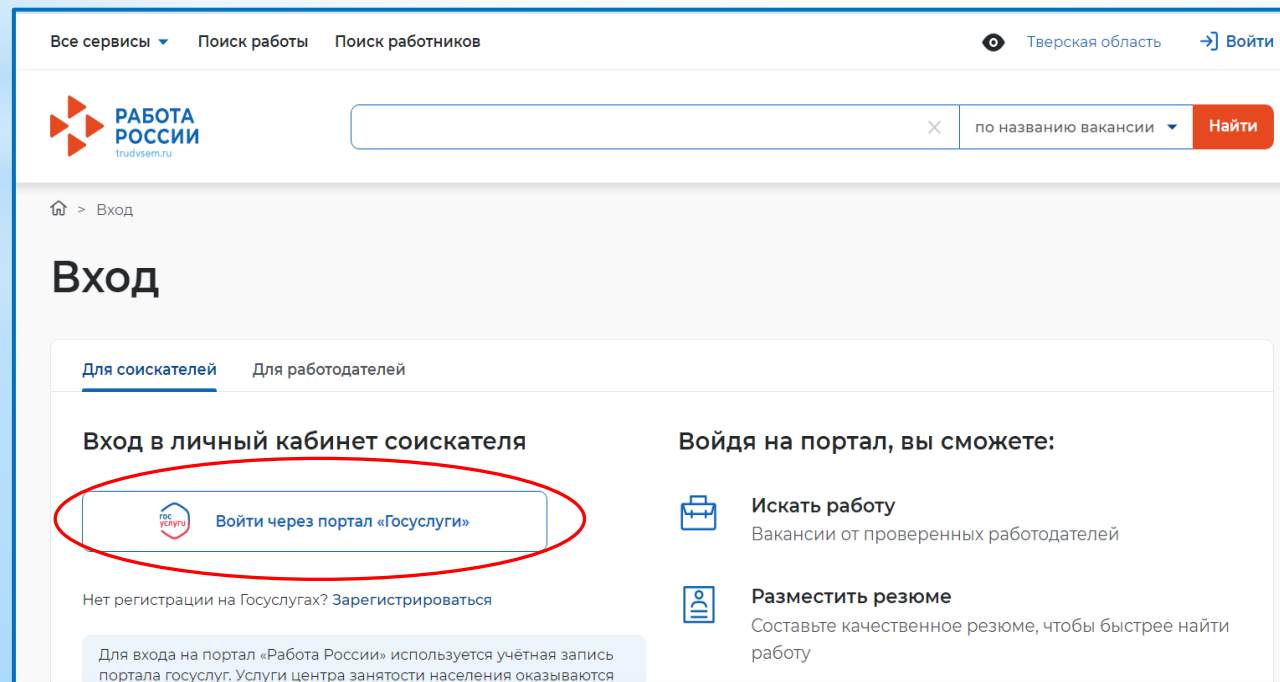 Все сервисы Поиск работы Поиск работников Тверская область Войти
РАБОТА
РОССИИ
trudvsem.ru
по названию вакансии Найти
> Вход
Вход
Для соискателей Для работодателей
Вход в личный кабинет соискателя
гос
услуги
Войти через портал «Госуслуги»
Нет регистрации на Госуслугах? Зарегистрироваться
Для входа на портал «Работа России» используется учётная запись
портала госуслуг. Услуги центра занятости населения оказываются
Войдя на портал, вы сможете:
Искать работу
Вакансии от проверенных работодателей
Разместить резюме
Составьте качественное резюме, чтобы быстрее найти
работу